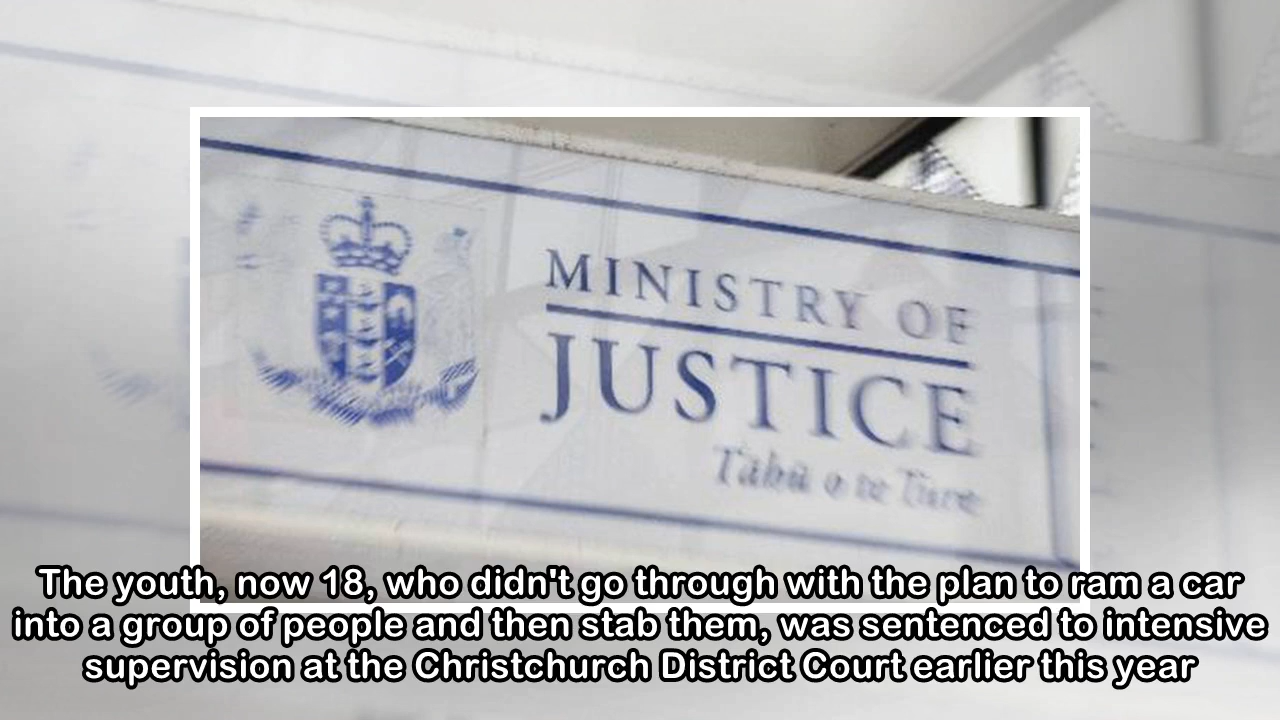 MINISTRY OF
JUSTICE
Tāhū o te Ture
The youth, now 18, who didn't go through with the plan to ram a car
into a group of people and then stab them, was sentenced to intensive
supervision at the Christchurch District Court earlier this year